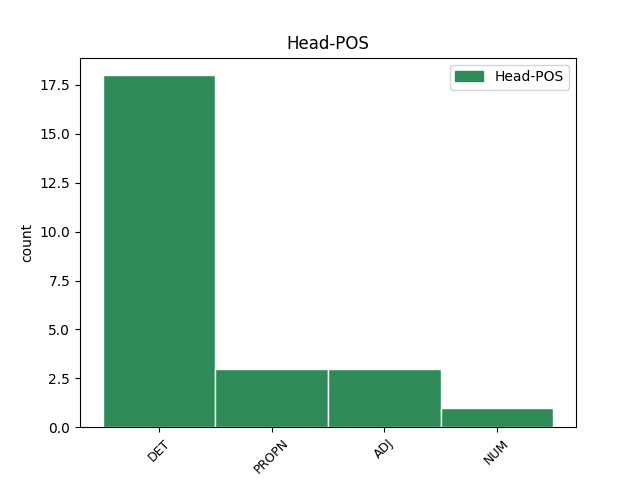 Head-POS
Head-POS
17.5
15.0
12.5
10.0
7.5
5.0
2.5
0.0
count
DET
PROPN
ADJ
NUM